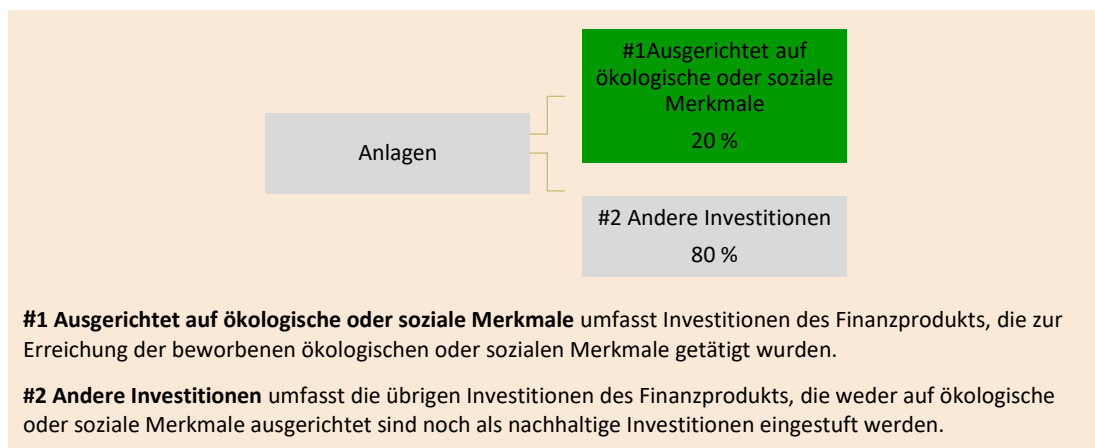 #1Ausgerichtet auf
ökologische oder soziale
Merkmale
20 %
Anlagen
#2 Andere Investitionen
80 %
#1 Ausgerichtet auf ökologische oder soziale Merkmale umfasst Investitionen des Finanzprodukts, die zur
Erreichung der beworbenen ökologischen oder sozialen Merkmale getätigt wurden.
#2 Andere Investitionen umfasst die übrigen Investitionen des Finanzprodukts, die weder auf ökologische
oder soziale Merkmale ausgerichtet sind noch als nachhaltige Investitionen eingestuft werden.